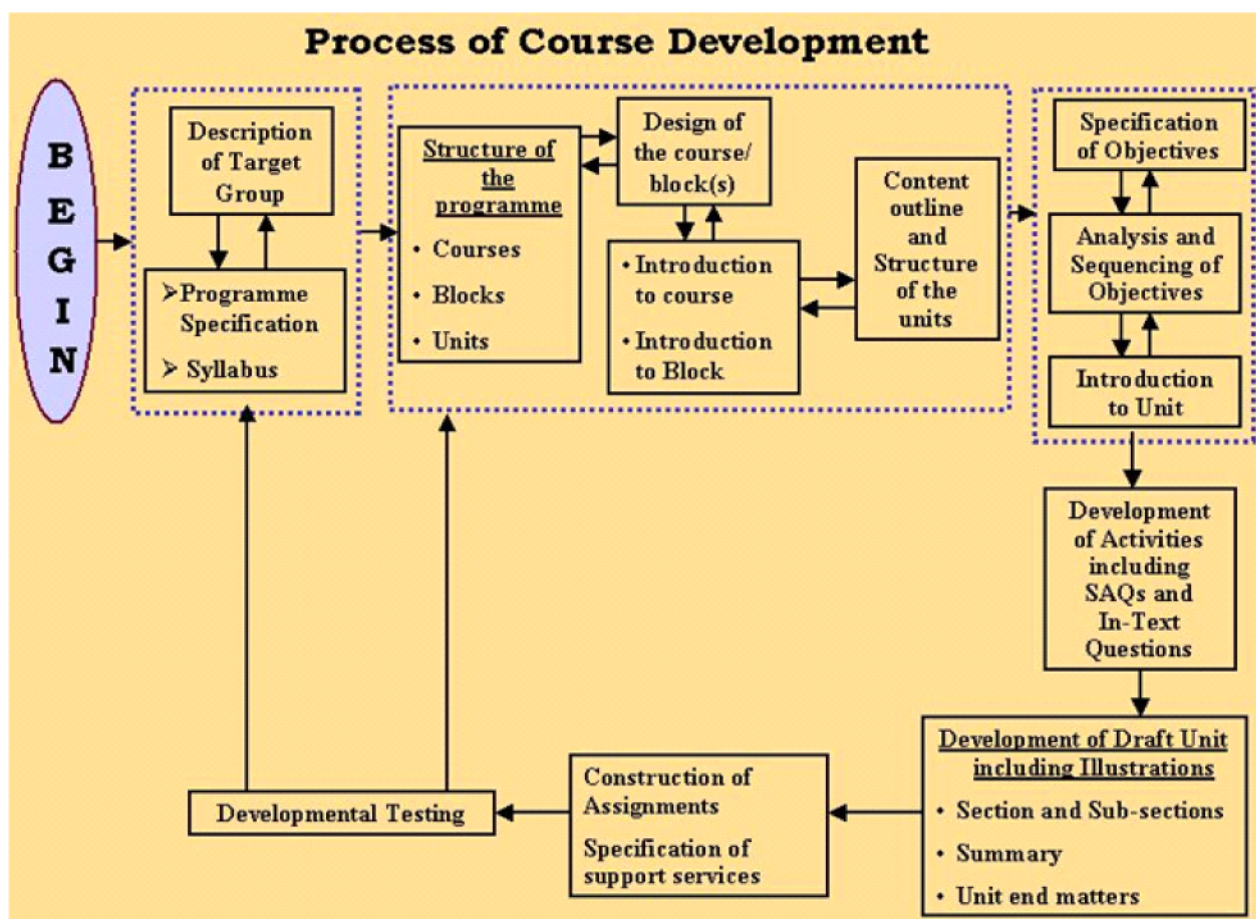 Process of Course Development
BEGIN
Description
of Target
Group
➢Programme
Specification
➢ Syllabus
Structure of
the
programme
• Courses
• Blocks
• Units
Design of
the course/
block(s)
• Introduction
to course
• Introduction
to Block
Content
outline
and
Structure
of the
units
Specification
of Objectives
Analysis and
Sequencing of
Objectives
Introduction
to Unit
Development
of Activities
including
SAQs and
In-Text
Questions
Development of Draft Unit
including Illustrations
• Section and Sub-sections
• Summary
• Unit end matters
Construction of
Assignments
Specification of
support services
Developmental Testing